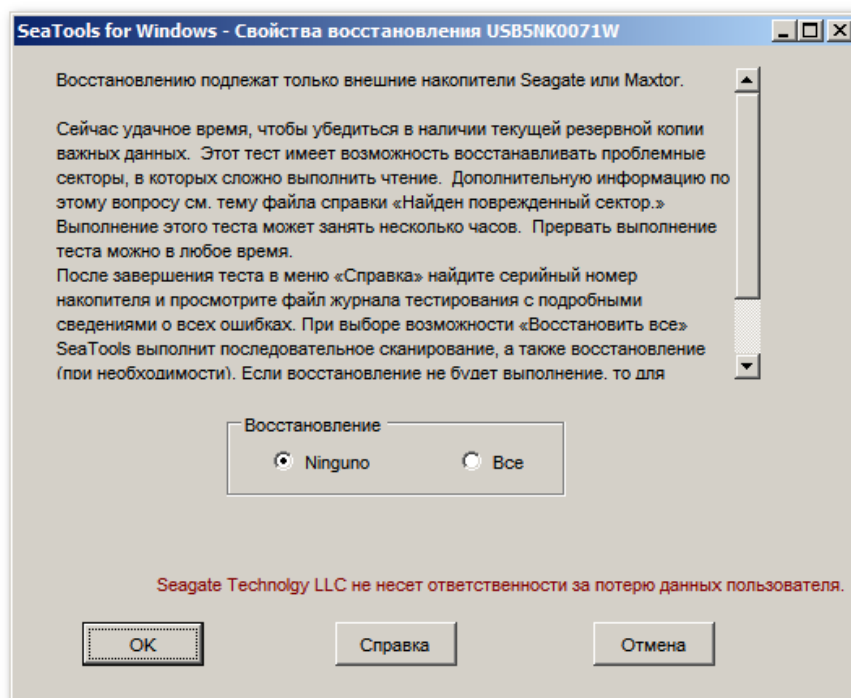 SeaTools for Windows - Свойства восстановления USB5NK0071W
Восстановлению подлежат только внешние накопители Seagate или Maxtor.
Сейчас удачное время, чтобы убедиться в наличии текущей резервной копии
важных данных. Этот тест имеет возможность восстанавливать проблемные
секторы, в которых сложно выполнить чтение. Дополнительную информацию по
этому вопросу см. тему файла справки «Найден поврежденный сектор.»
Выполнение этого теста может занять несколько часов. Прервать выполнение
теста можно в любое время.
После завершения теста в меню «Справка» найдите серийный номер
накопителя и просмотрите файл журнала тестирования с подробными
сведениями о всех ошибках. При выборе возможности «Восстановить все»
SeaTools выполнит последовательное сканирование, а также восстановление
(при необходимости). Если восстановление не будет выполнение, то для
Восстановление
Ninguno
Все
Seagate Technolgy LLC не несет ответственности за потерю данных пользователя.
OK
Справка
Отмена